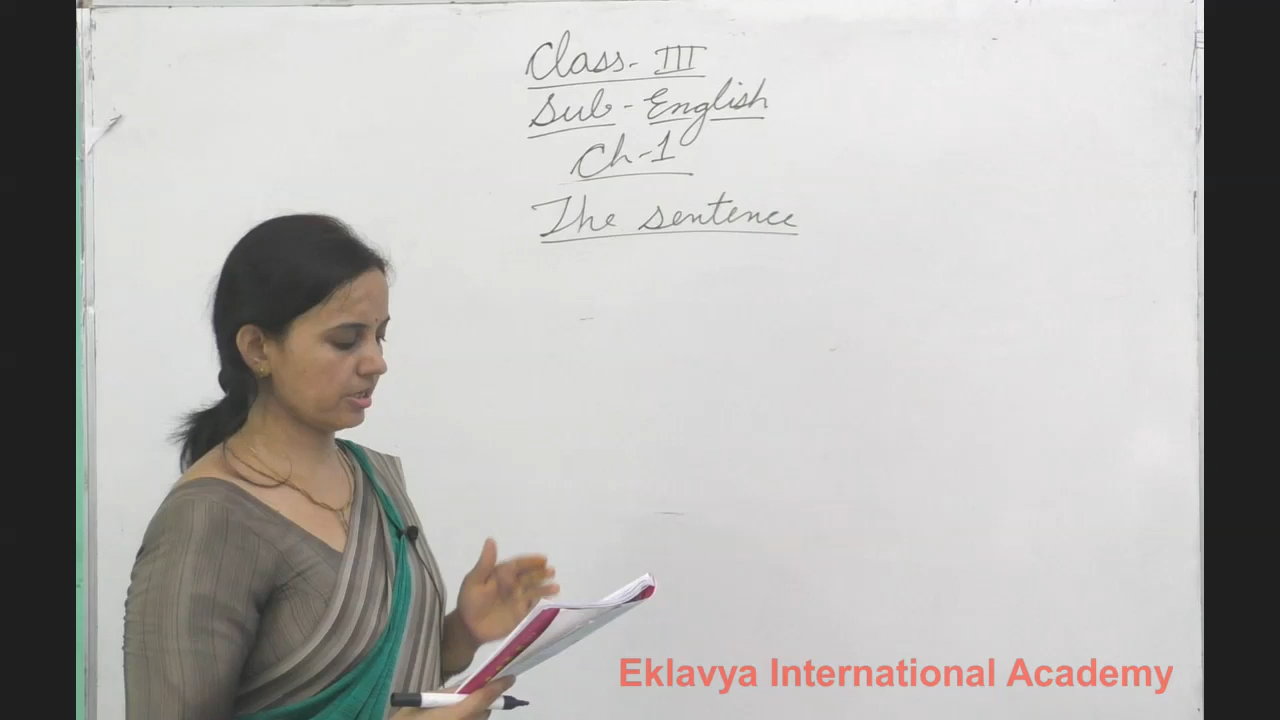 Class - III
Sub - English
Ch-1
The sentence
Eklavya International Academy